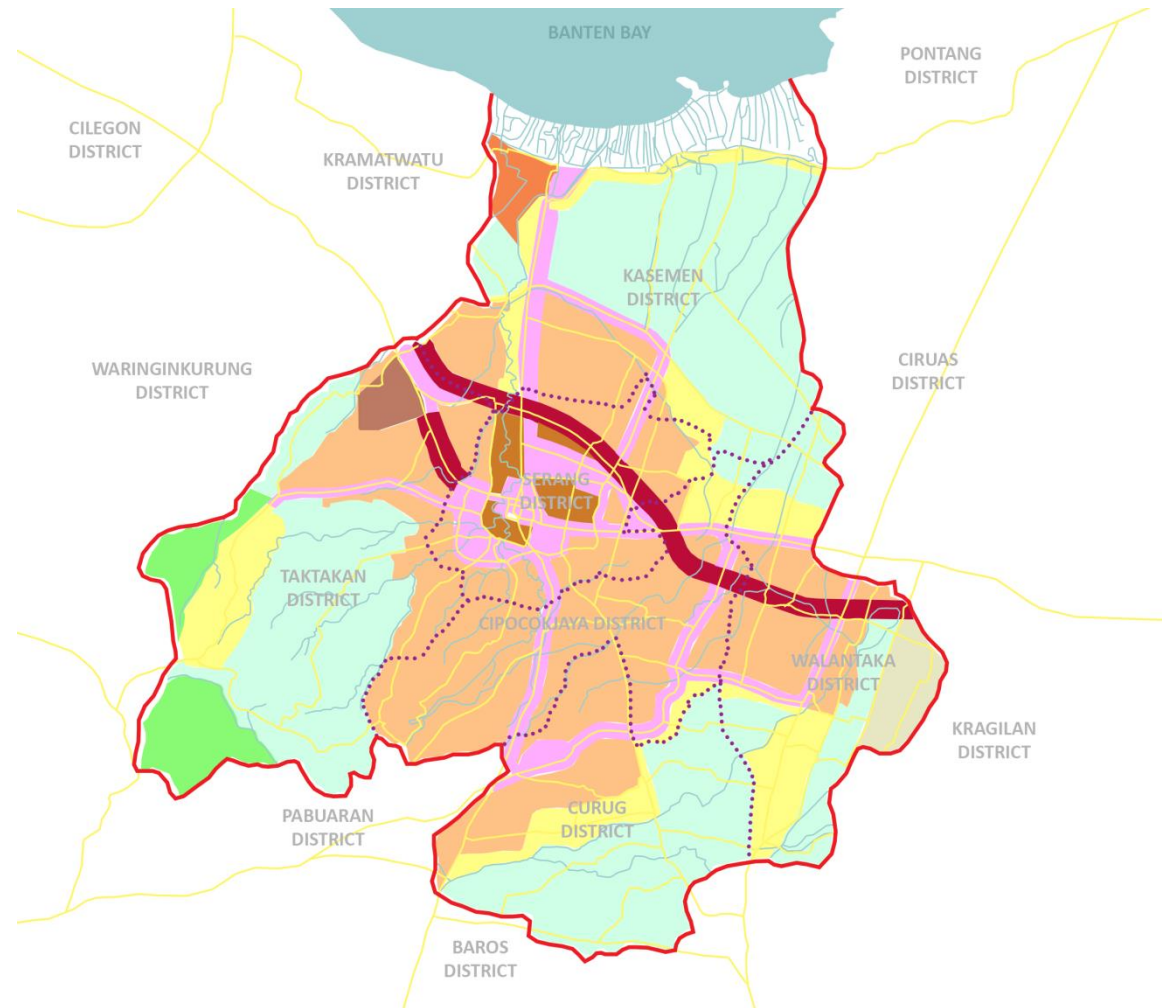 BANTEN BAY
PONTANG
DISTRICT
CILEGON
DISTRICT
KRAMATWATU
DISTRICT
KASEMEN
DISTRICT
WARINGINKURUNG
DISTRICT
CIRUAS
DISTRICT
SERANG
DISTRICT
TAKTAKAN
DISTRICT
CIPOCOKJAYA DISTRICT
WALANTAKA
DISTRICT
KRAGILAN
DISTRICT
PABUARAN
DISTRICT
CURUG
DISTRICT
BAROS
DISTRICT